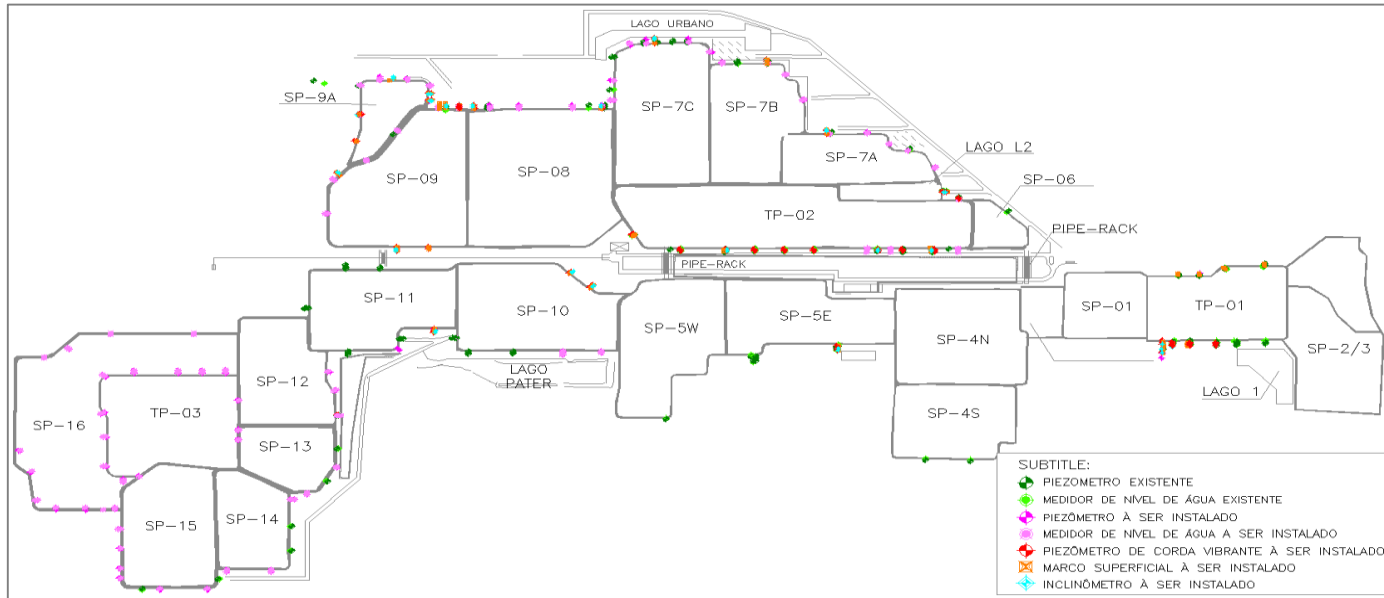 LAGO URBANO
SP-9A
SP-7C
SP-7B
SP-7A
LAGO L2
SP-06
SP-09
SP-08
TP-02
PIPE-RACK
PIPE-RACK
SP-11
SP-10
SP-5W
SP-5E
SP-4N
SP-01
TP-01
SP-2/3
LAGO
PATER
LAGO 1
SP-12
SP-16
TP-03
SP-13
SP-4S
SP-15
SP-14
SUBTITLE:
PIEZOMETRO EXISTENTE
MEDIDOR DE NÍVEL DE ÁGUA EXISTENTE
PIEZÔMETRO À SER INSTALADO
MEDIDOR DE NÍVEL DE ÁGUA A SER INSTALADO
PIEZÔMETRO DE CORDA VIBRANTE À SER INSTALADO
MARCO SUPERFICIAL À SER INSTALADO
INCLINÔMETRO À SER INSTALADO